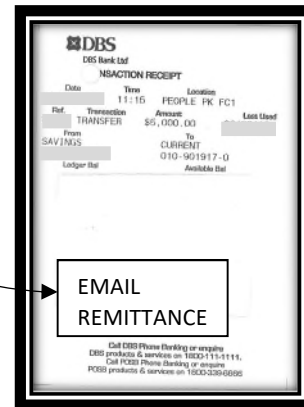 DBS
DBS Bank Ltd
NSACTION RECEIPT
Date Time Location
11:16 PEOPLE PK FC1
Ref. Transaction Amount Last Used
TRANSFER $5,000.00
From To
SAVINGS CURRENT
010-901917-0
Ledger Bal Available Bal
EMAIL
REMITTANCE
Call DBS Phone Banking or enquire
DBS products & services on 1800-111-1111.
Call POSB Phone Banking or enquire
POSB products & services on 1800-339-6666